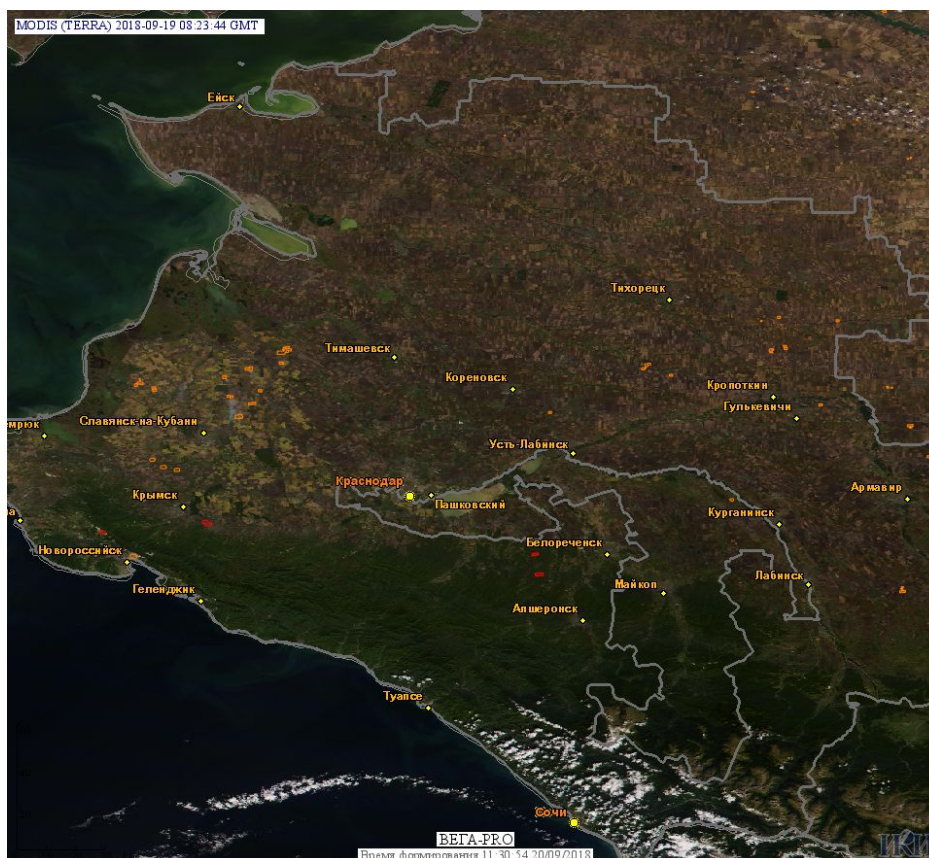 MODIS (TERRA) 2018-09-19 08:23:44 GMT
Ейск
Тихорецк
Тимашевск
Кореновск
Кропоткин
Гулькевичи
Славянск-на-Кубани
емрюк
Усть-Лабинск
Краснодар
Армавир
Крымск
Пашковский
Курганинск
а
Новороссийск
Белореченск
Геленджик
Майкоп
Лабинск
Апшеронск
Туапсе
Сочи
ВЕГА-PRO
ИКИ
Время формирования 11:30:54 20/09/2018